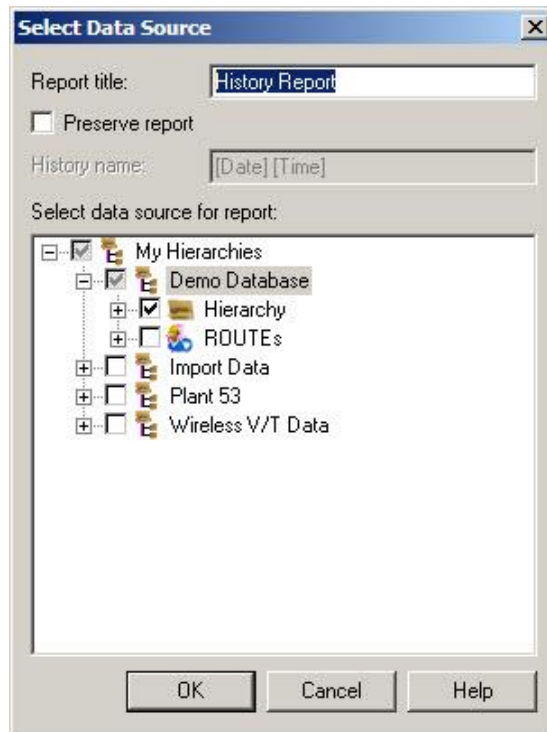 Select Data Source
Report title: History Report
Preserve report
History name: [Date] [Time]
Select data source for report:
My Hierarchies
Demo Database
Hierarchy
ROUTEs
Import Data
Plant 53
Wireless V/T Data
OK Cancel Help